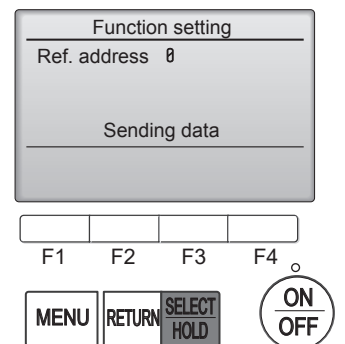 Function setting
Ref. address 0
Sending data
F1 F2 F3 F4
MENU RETURN SELECT HOLD ON OFF